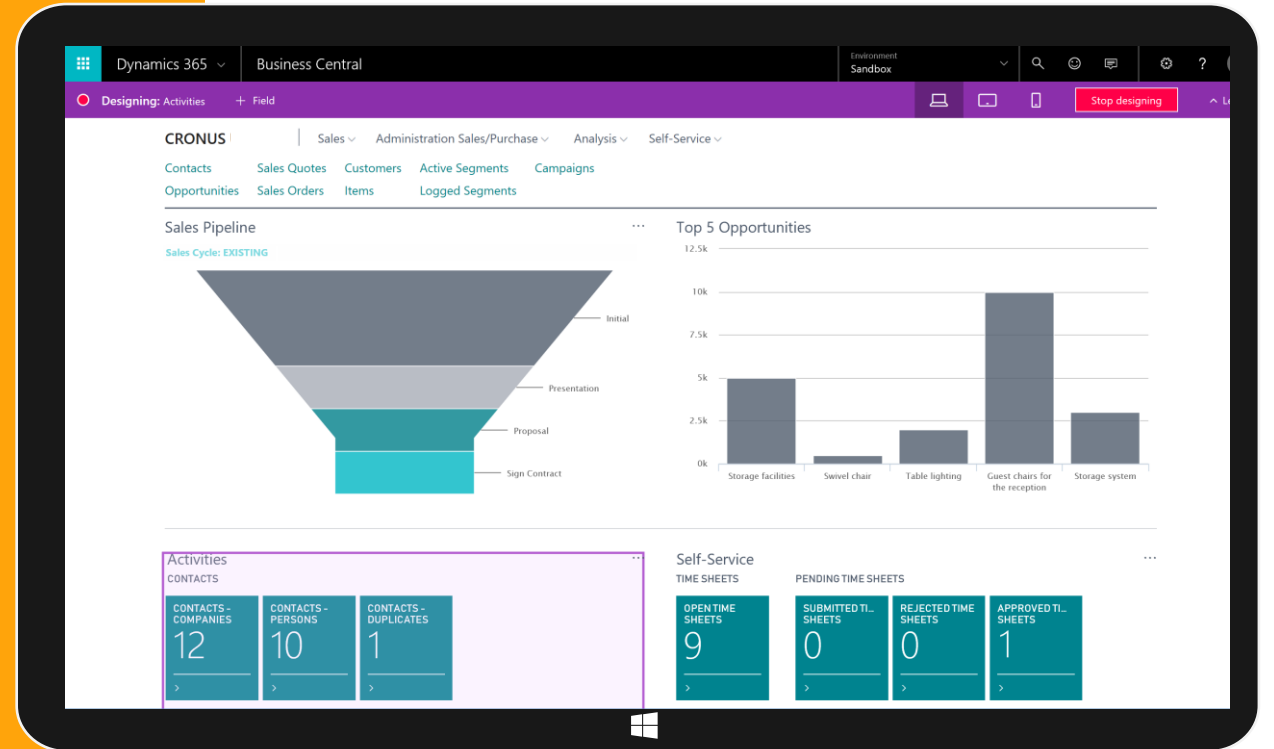 Dynamics 365
Business Central
Environment
Sandbox
?
Designing: Activities
+ Field
Stop designing
CRONUS
Sales
Administration Sales/Purchase
Analysis
Self-Service
Contacts
Sales Quotes
Customers
Active Segments
Campaigns
Opportunities
Sales Orders
Items
Logged Segments
Sales Pipeline
...
Sales Cycle: EXISTING
Initial
Presentation
Proposal
Sign Contract
Top 5 Opportunities
12.5k
10k
7.5k
5k
2.5k
0k
Storage facilities
Swivel chair
Table lighting
Guest chairs for
the reception
Storage system
Activities
...
CONTACTS
CONTACTS -
COMPANIES
12
CONTACTS -
PERSONS
10
CONTACTS -
DUPLICATES
1
Self-Service
...
TIME SHEETS
PENDING TIME SHEETS
OPEN TIME
SHEETS
9
SUBMITTED TI...
SHEETS
0
REJECTED TIME
SHEETS
0
APPROVED TI...
SHEETS
1